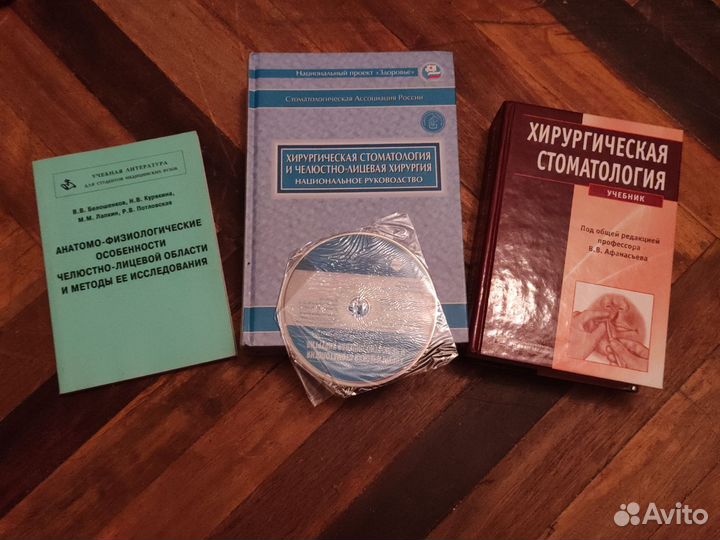 УЧЕБНАЯ ЛИТЕРАТУРА
ДЛЯ СТУДЕНТОВ МЕДИЦИНСКИХ ВУЗОВ
В.В. Белошенков, Н.В. Курякина,
М.М. Лапкин, Р.В. Потловская
АНАТОМО-ФИЗИОЛОГИЧЕСКИЕ
ОСОБЕННОСТИ
ЧЕЛЮСТНО-ЛИЦЕВОЙ ОБЛАСТИ
И МЕТОДЫ ЕЕ ИССЛЕДОВАНИЯ
Национальный проект «Здоровье»
Стоматологическая Ассоциация России
ХИРУРГИЧЕСКАЯ СТОМАТОЛОГИЯ
И ЧЕЛЮСТНО-ЛИЦЕВАЯ ХИРУРГИЯ
НАЦИОНАЛЬНОЕ РУКОВОДСТВО
ХИРУРГИЧЕСКАЯ
СТОМАТОЛОГИЯ
УЧЕБНИК
Под общей редакцией
профессора
В.В. Афанасьева
Avito